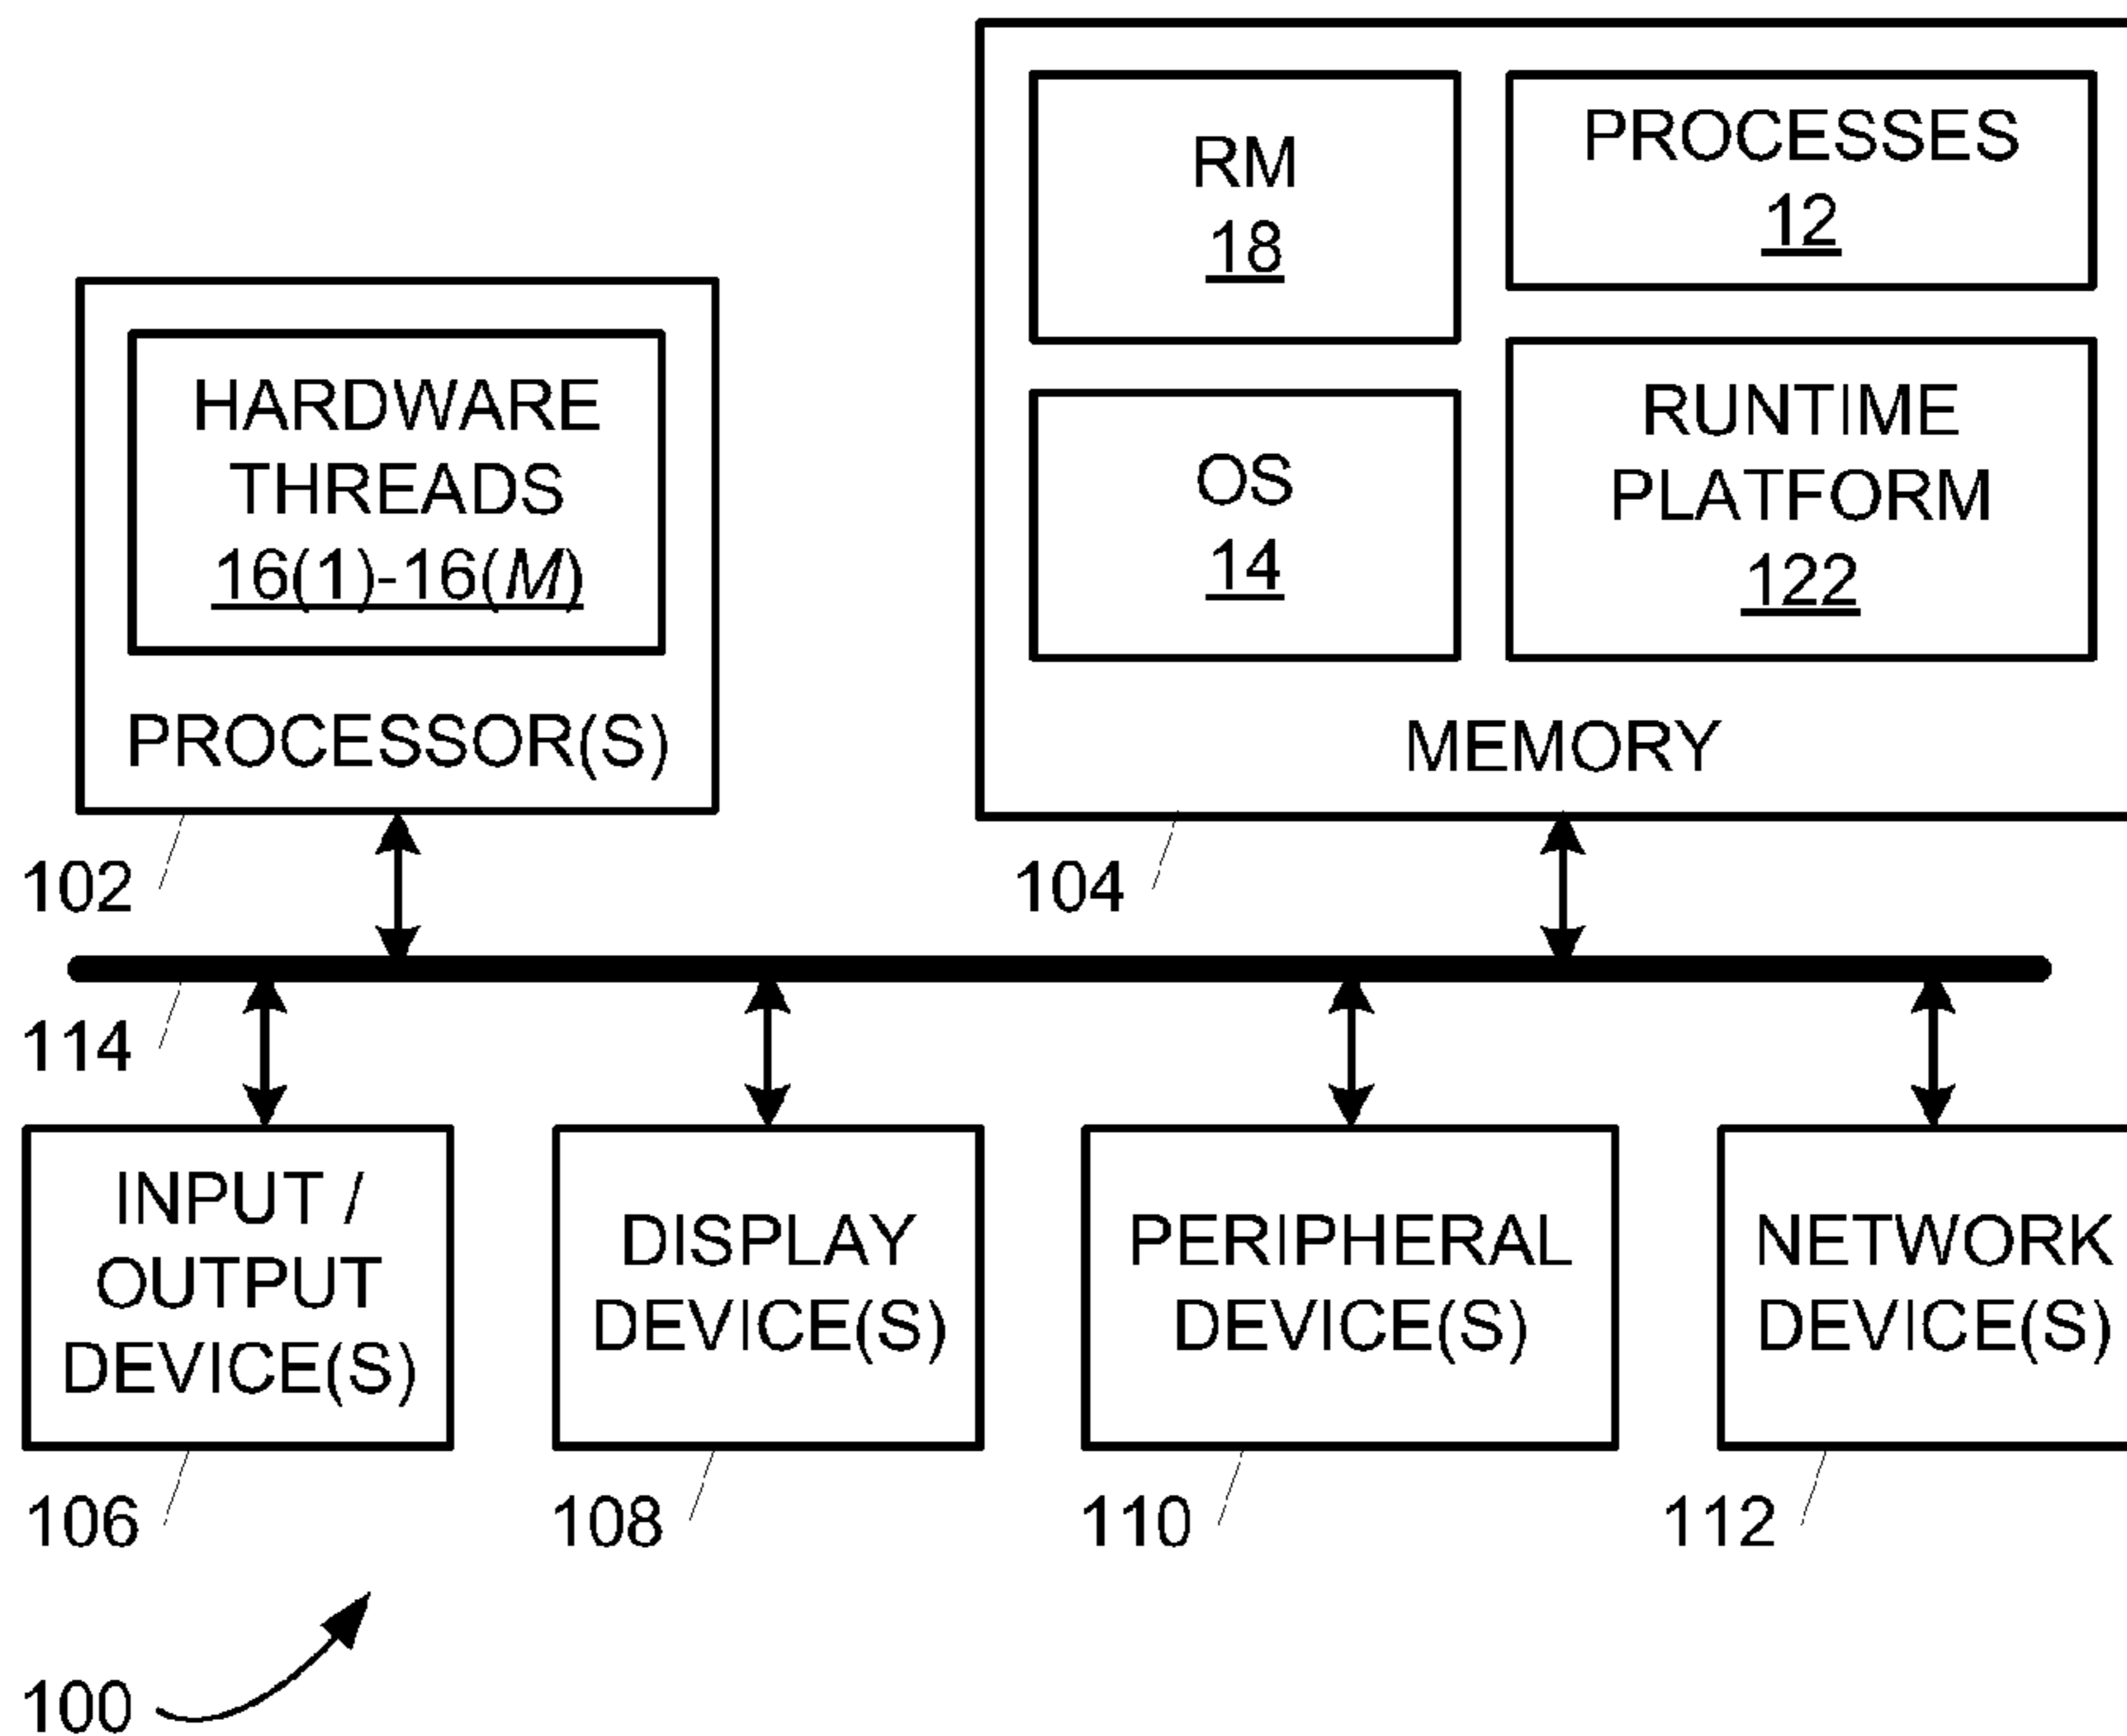 RM
18
PROCESSES
12
HARDWARE
THREADS
16(1)-16(M)
PROCESSOR(S)
OS
14
RUNTIME
PLATFORM
122
MEMORY
102
104
114
INPUT /
OUTPUT
DEVICE(S)
DISPLAY
DEVICE(S)
PERIPHERAL
DEVICE(S)
NETWORK
DEVICE(S)
106
108
110
112
100